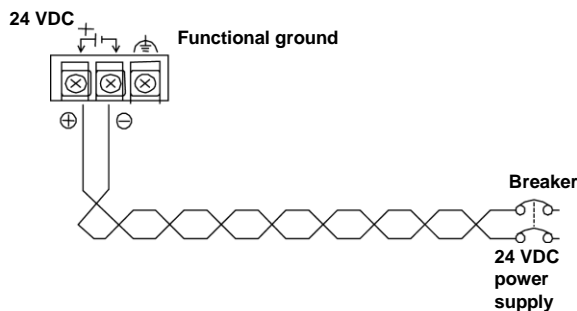 24 VDC
+
Functional ground
⊕ ⊖
Breaker
24 VDC
power
supply